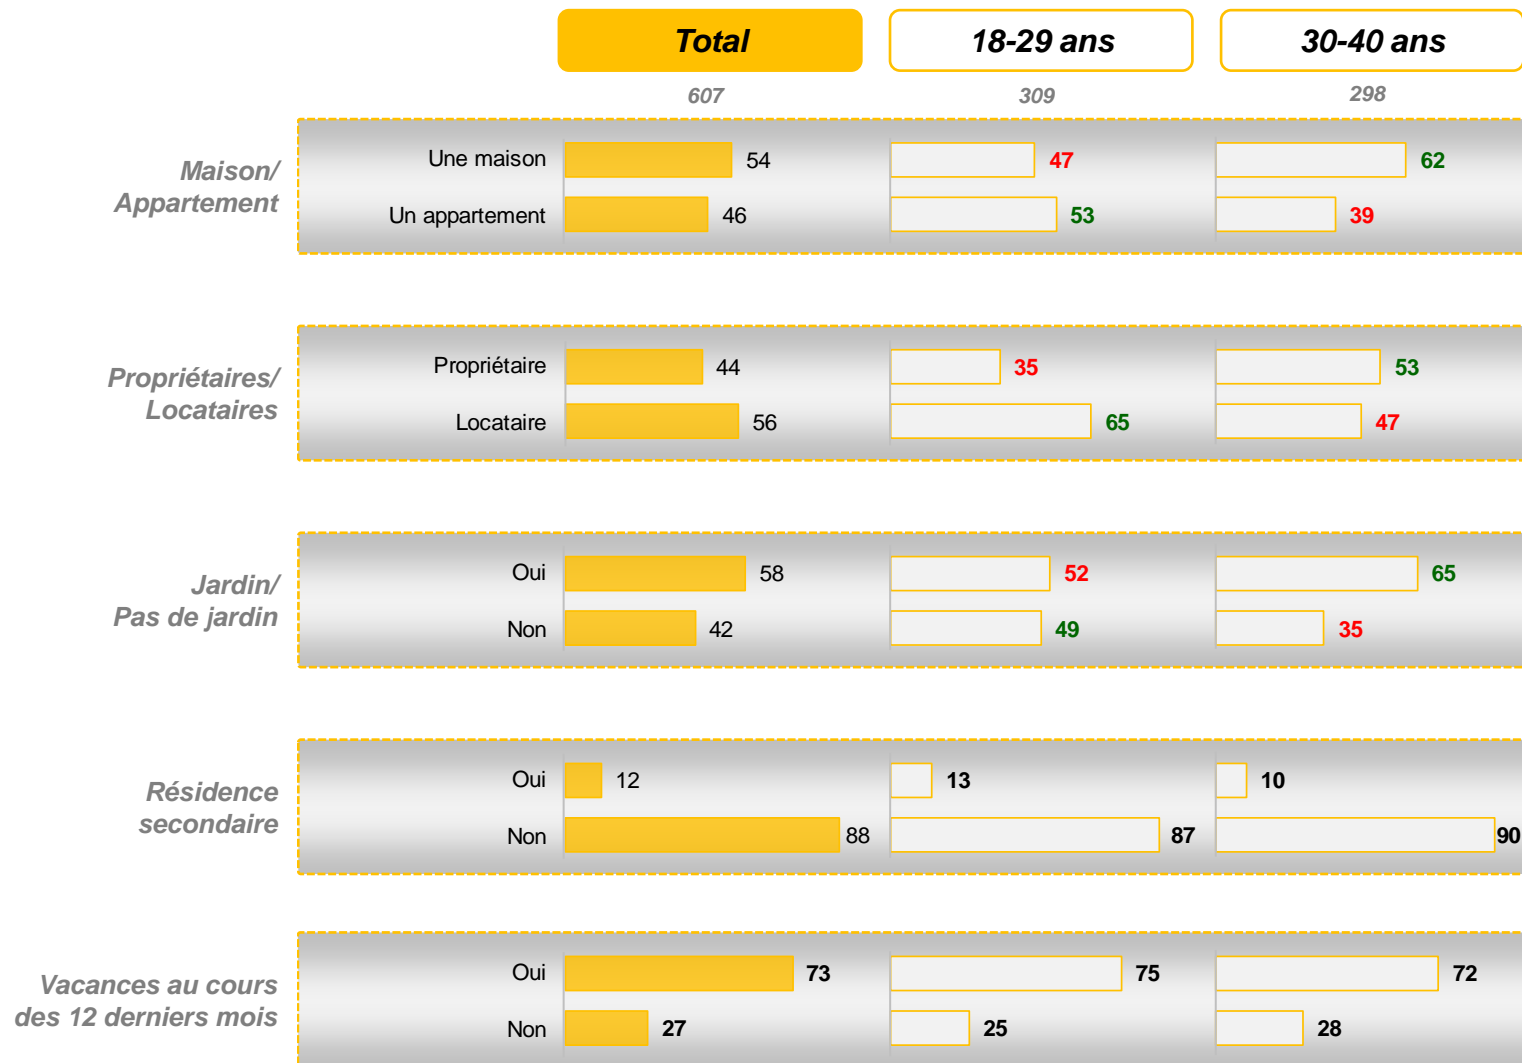 Total 18-29 ans 30-40 ans
607 309 298
Maison/
Appartement
Une maison 54 47 62
Un appartement 46 53 39
Propriétaires/
Locataires
Propriétaire 44 35 53
Locataire 56 65 47
Jardin/
Pas de jardin
Oui 58 52 65
Non 42 49 35
Résidence
secondaire
Oui 12 13 10
Non 88 87 90
Vacances au cours
des 12 derniers mois
Oui 73 75 72
Non 27 25 28